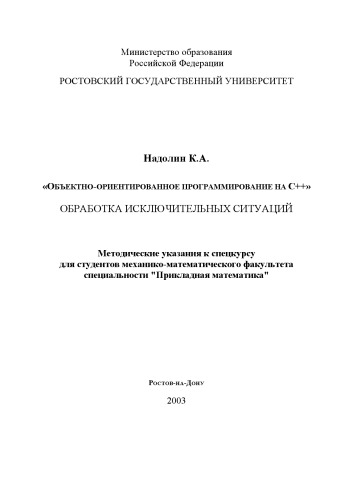 Министерство образования
Российской Федерации
РОСТОВСКИЙ ГОСУДАРСТВЕННЫЙ УНИВЕРСИТЕТ
Надолин К.А.
«ОБЪЕКТНО-ОРИЕНТИРОВАННОЕ ПРОГРАММИРОВАНИЕ НА C++»
ОБРАБОТКА ИСКЛЮЧИТЕЛЬНЫХ СИТУАЦИЙ
Методические указания к спецкурсу
для студентов механико-математического факультета
специальности "Прикладная математика"
РОСТОВ-НА-ДОНУ
2003